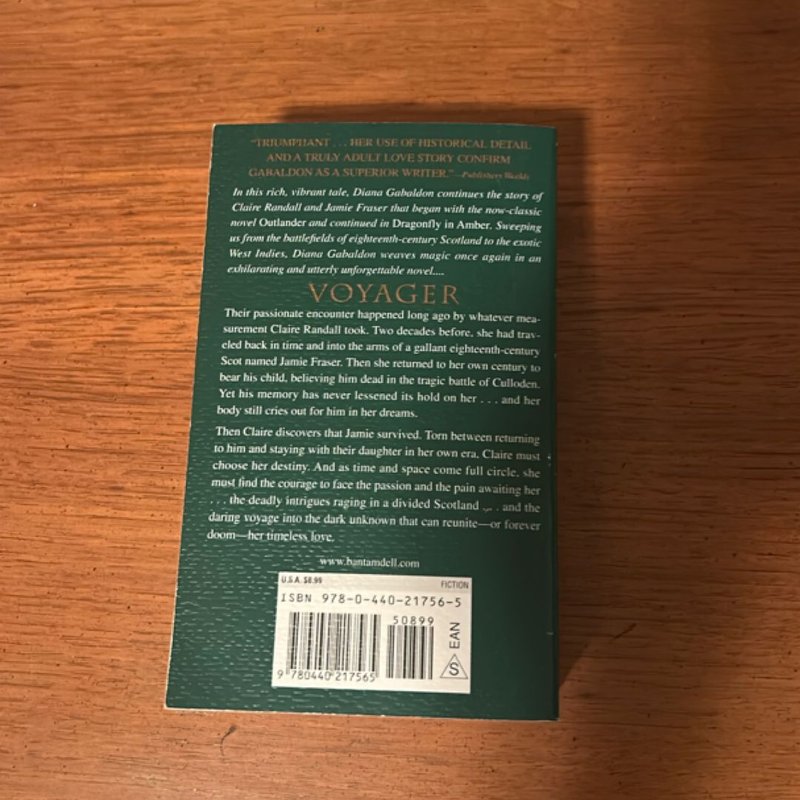 "TRIUMPHANT . . . HER USE OF HISTORICAL DETAIL
AND A TRULY ADULT LOVE STORY CONFIRM
GABALDON AS A SUPERIOR WRITER." —Publishers Weekly
In this rich, vibrant tale, Diana Gabaldon continues the story of
Claire Randall and Jamie Fraser that began with the now-classic
novel Outlander and continued in Dragonfly in Amber. Sweeping
us from the battlefields of eighteenth-century Scotland to the exotic
West Indies, Diana Gabaldon weaves magic once again in an
exhilarating and utterly unforgettable novel....
VOYAGER
Their passionate encounter happened long ago by whatever mea-
surement Claire Randall took. Two decades before, she had trav-
eled back in time and into the arms of a gallant eighteenth-century
Scot named Jamie Fraser. Then she returned to her own century to
bear his child, believing him dead in the tragic battle of Culloden.
Yet his memory has never lessened its hold on her . . . and her
body still cries out for him in her dreams.
Then Claire discovers that Jamie survived. Torn between returning
to him and staying with their daughter in her own era, Claire must
choose her destiny. And as time and space come full circle, she
must find the courage to face the passion and the pain awaiting her
. . . the deadly intrigues raging in a divided Scotland . . . and the
daring voyage into the dark unknown that can reunite—or forever
doom—her timeless love.
www.bantamdell.com
U.S.A. $8.99 FICTION
ISBN 978-0-440-21756-5
50899
EAN
S
9 780440 217565